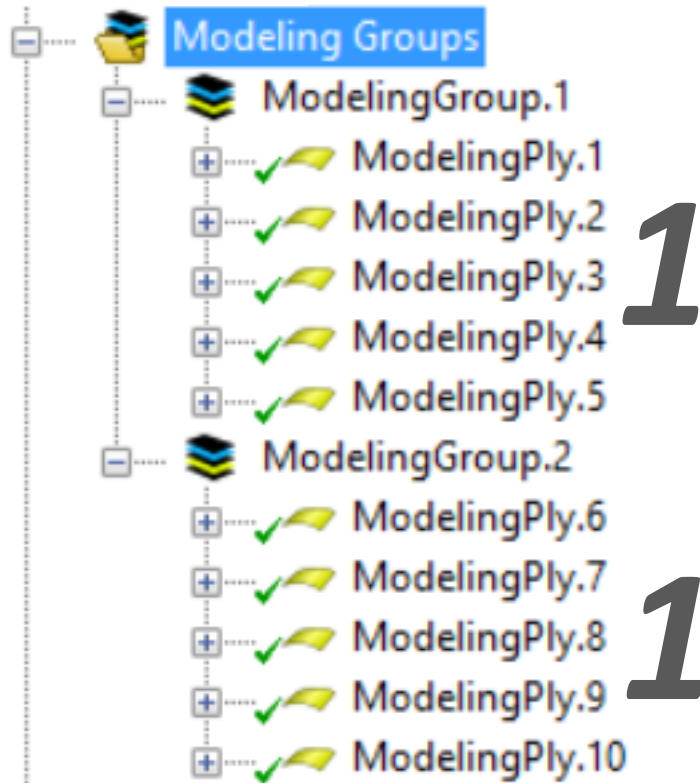 Modeling Groups
ModelingGroup.1
ModelingPly.1
ModelingPly.2
ModelingPly.3
ModelingPly.4
ModelingPly.5
1
ModelingGroup.2
ModelingPly.6
ModelingPly.7
ModelingPly.8
ModelingPly.9
ModelingPly.10
1